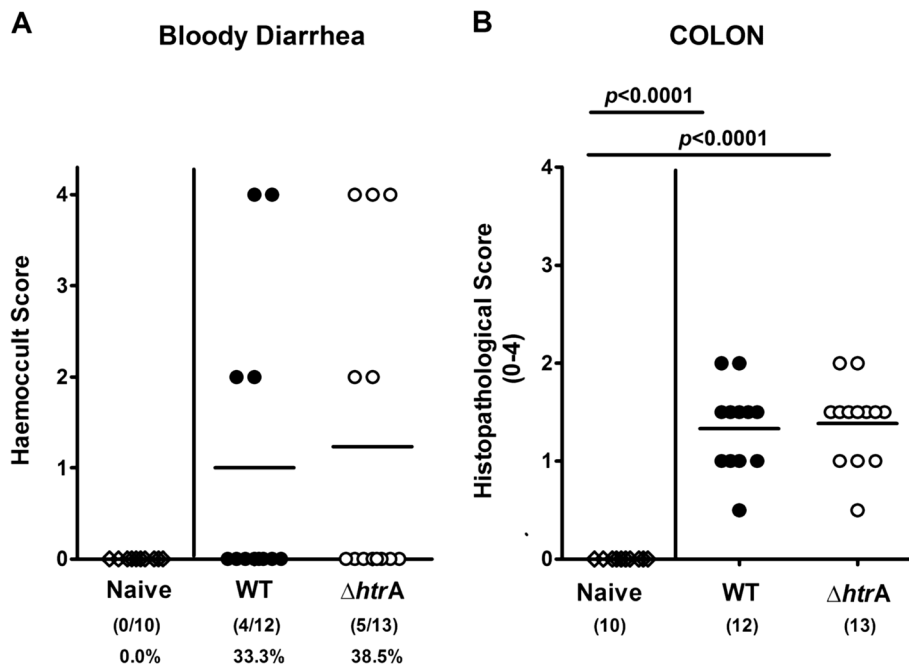 A
Bloody Diarrhea
Haemoccult Score
4
3
2
1
0
Naive WT ΔhtrA
(0/10) (4/12) (5/13)
0.0% 33.3% 38.5%
B
COLON
p<0.0001
p<0.0001
Histopathological Score
(0-4)
4
3
2
1
0
Naive WT ΔhtrA
(10) (12) (13)